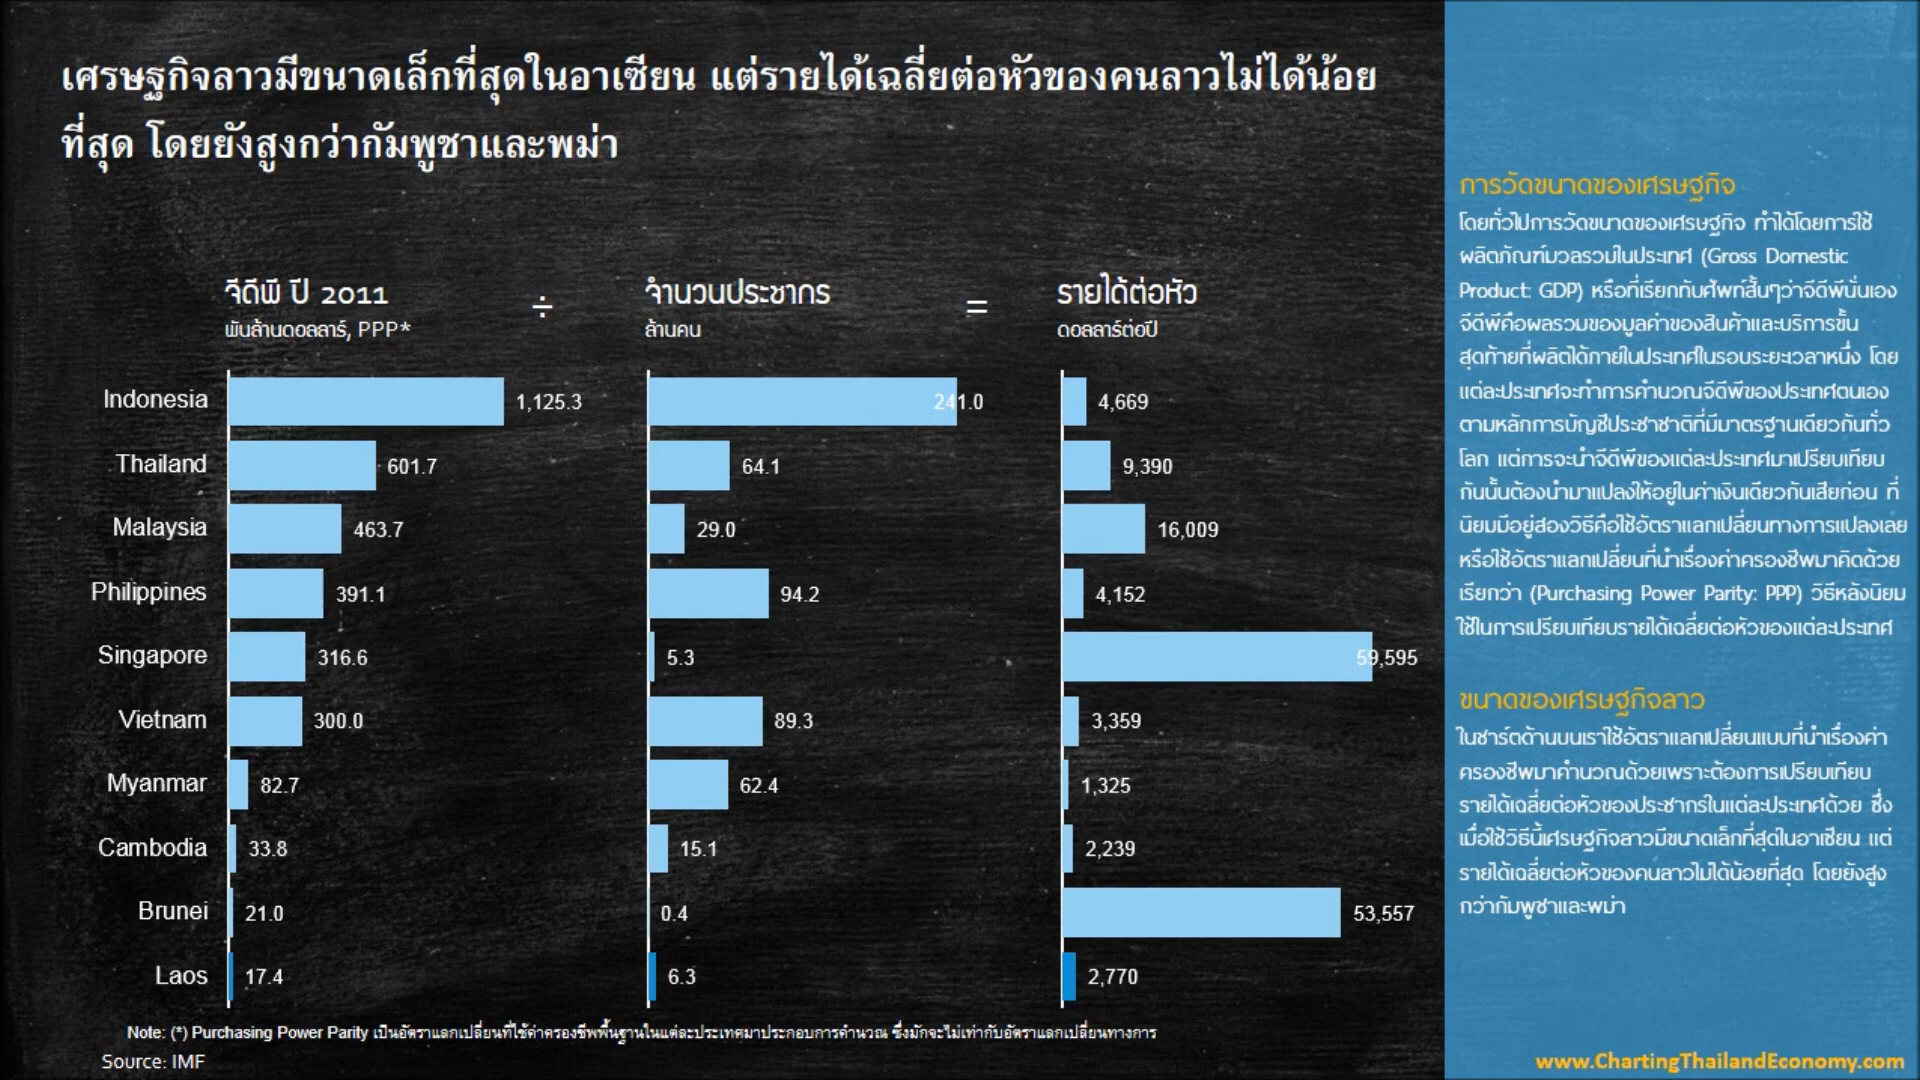 เศรษฐกิจลาวมีขนาดเล็กที่สุดในอาเซียน แต่รายได้เฉลี่ยต่อหัวของคนลาวไม่ได้น้อย
ที่สุด โดยยังสูงกว่ากัมพูชาและพม่า
จีดีพี ปี 2011 ÷ จำนวนประชากร = รายได้ต่อหัว
พันล้านดอลลาร์, PPP* ล้านคน ดอลลาร์ต่อปี
Indonesia 1,125.3 241.0 4,669
Thailand 601.7 64.1 9,390
Malaysia 463.7 29.0 16,009
Philippines 391.1 94.2 4,152
Singapore 316.6 5.3 59,595
Vietnam 300.0 89.3 3,359
Myanmar 82.7 62.4 1,325
Cambodia 33.8 15.1 2,239
Brunei 21.0 0.4 53,557
Laos 17.4 6.3 2,770
Note: (*) Purchasing Power Parity เป็นอัตราแลกเปลี่ยนที่ใช้ค่าครองชีพพื้นฐานในแต่ละประเทศมาประกอบการคำนวณ ซึ่งมักจะไม่เท่ากับอัตราแลกเปลี่ยนทางการ
Source: IMF
การวัดขนาดของเศรษฐกิจ
โดยทั่วไปการวัดขนาดของเศรษฐกิจ ทำได้โดยการใช้
ผลิตภัณฑ์มวลรวมในประเทศ (Gross Domestic
Product: GDP) หรือที่เรียกทับศัพท์สั้นๆว่าจีดีพีนั่นเอง
จีดีพีคือผลรวมของมูลค่าของสินค้าและบริการขั้น
สุดท้ายที่ผลิตได้ภายในประเทศในรอบระยะเวลาหนึ่ง โดย
แต่ละประเทศจะทำการคำนวณจีดีพีของประเทศตนเอง
ตามหลักการบัญชีประชาชาติที่มีมาตรฐานเดียวกันทั่ว
โลก แต่การจะนำจีดีพีของแต่ละประเทศมาเปรียบเทียบ
กันนั้นต้องนำมาแปลงให้อยู่ในค่าเงินเดียวกันเสียก่อน ที่
นิยมมีอยู่สองวิธีคือใช้อัตราแลกเปลี่ยนทางการแปลงเลย
หรือใช้อัตราแลกเปลี่ยนที่นำเรื่องค่าครองชีพมาคิดด้วย
เรียกว่า (Purchasing Power Parity: PPP) วิธีหลังนิยม
ใช้ในการเปรียบเทียบรายได้เฉลี่ยต่อหัวของแต่ละประเทศ
ขนาดของเศรษฐกิจลาว
ในชาร์ตด้านบนเราใช้อัตราแลกเปลี่ยนแบบที่นำเรื่องค่า
ครองชีพมาคำนวณด้วยเพราะต้องการเปรียบเทียบ
รายได้เฉลี่ยต่อหัวของประชากรในแต่ละประเทศด้วย ซึ่ง
เมื่อใช้วิธีนี้เศรษฐกิจลาวมีขนาดเล็กที่สุดในอาเซียน แต่
รายได้เฉลี่ยต่อหัวของคนลาวไม่ได้น้อยที่สุด โดยยังสูง
กว่ากัมพูชาและพม่า
www.ChartingThailandEconomy.com